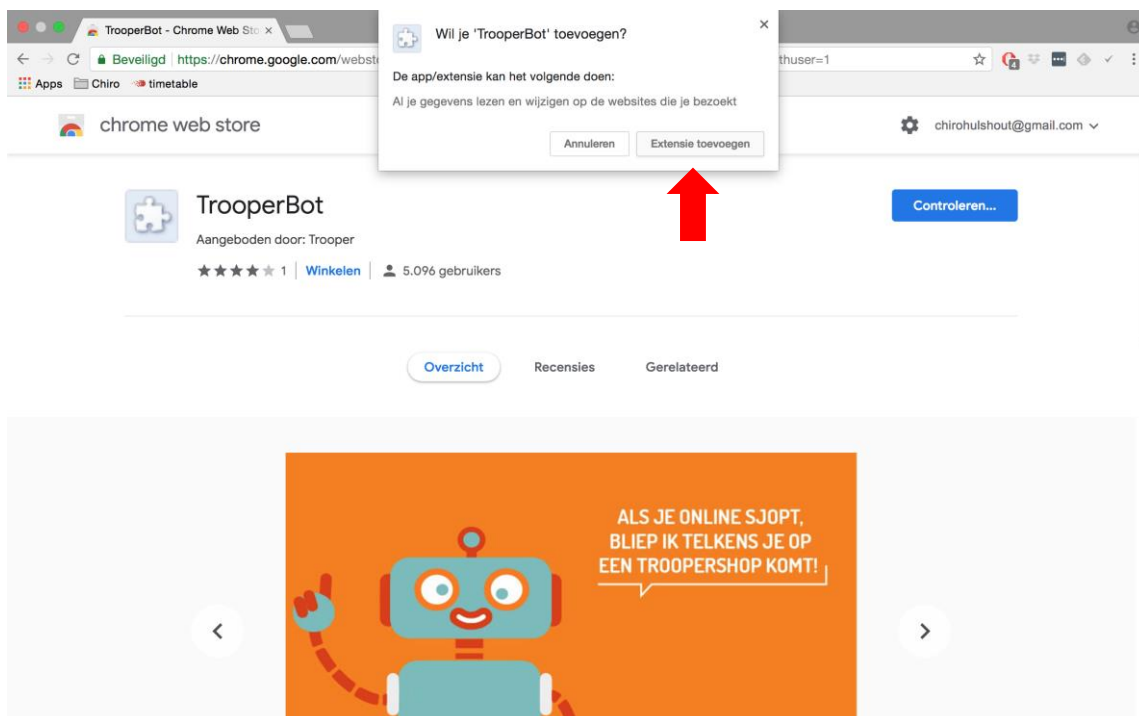 TrooperBot - Chrome Web Sto
Wil je 'TrooperBot' toevoegen?
Beveiligd https://chrome.google.com/webst
thuser=1
4
Apps Chiro timetable
De app/extensie kan het volgende doen:
Al je gegevens lezen en wijzigen op de websites die je bezoekt
Annuleren Extensie toevoegen
chrome web store
chirohulshout@gmail.com
TrooperBot
Controleren...
Aangeboden door: Trooper
1 Winkelen 5.096 gebruikers
Overzicht Recensies Gerelateerd
ALS JE ONLINE SJOPT,
BLIEP IK TELKENS JE OP
EEN TROOPERSHOP KOMT!